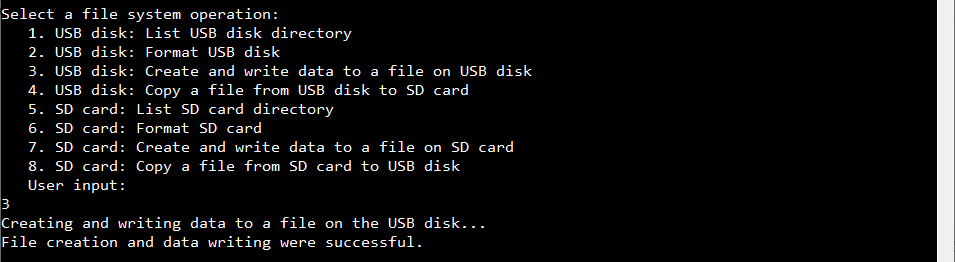 Select a file system operation:
1. USB disk: List USB disk directory
2. USB disk: Format USB disk
3. USB disk: Create and write data to a file on USB disk
4. USB disk: Copy a file from USB disk to SD card
5. SD card: List SD card directory
6. SD card: Format SD card
7. SD card: Create and write data to a file on SD card
8. SD card: Copy a file from SD card to USB disk
User input:
3
Creating and writing data to a file on the USB disk...
File creation and data writing were successful.